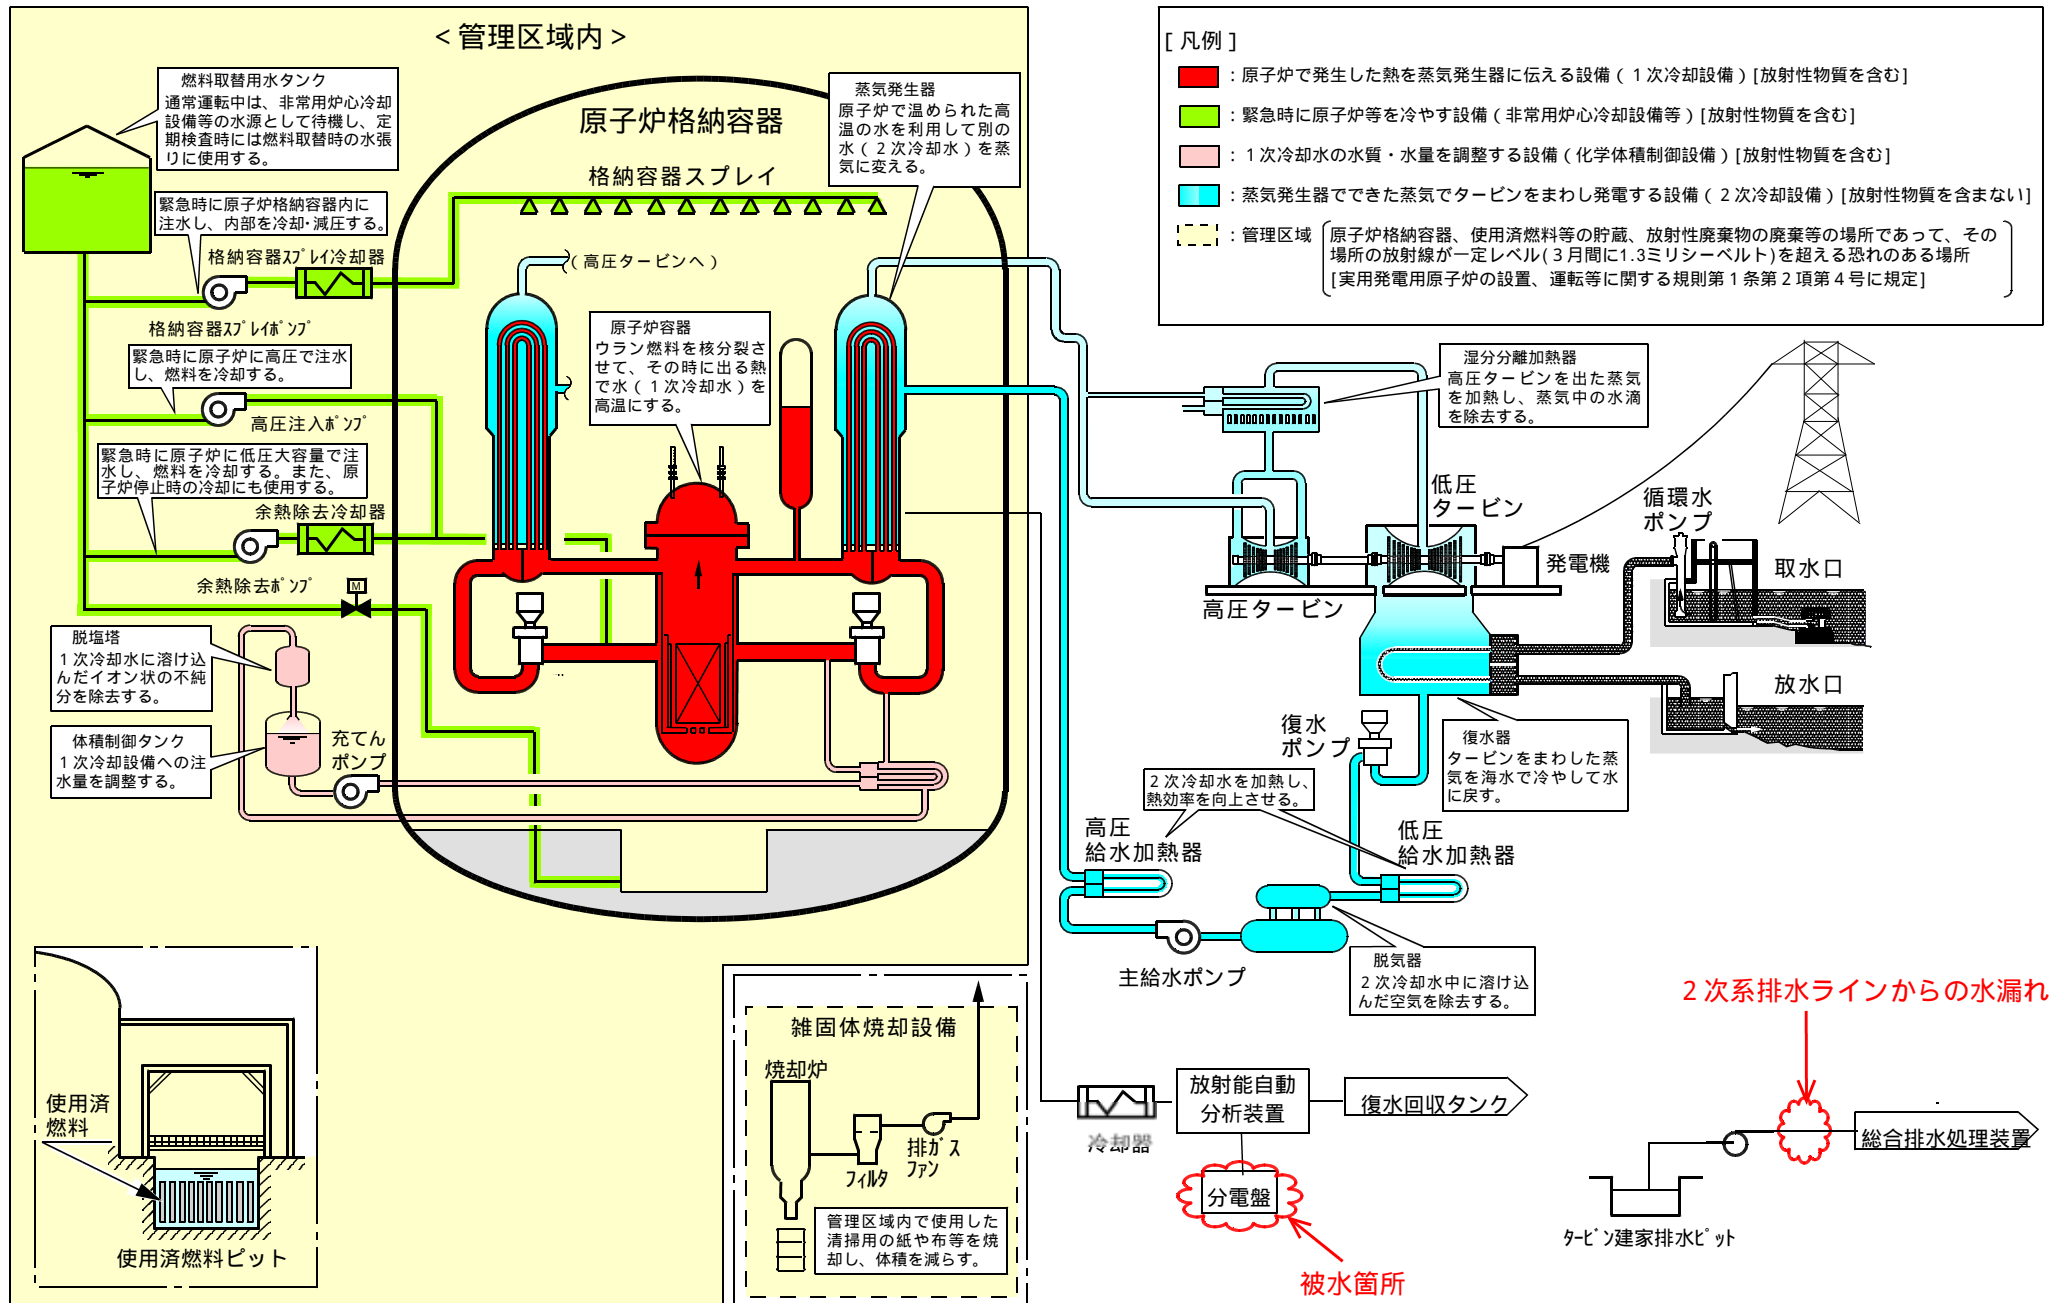 ＜管理区域内＞
燃料取替用水タンク
通常運転中は、非常用炉心冷却
設備等の水源として待機し、定
期検査時には燃料取替時の水張
りに使用する。
原子炉格納容器
格納容器スプレイ
蒸気発生器
原子炉で温められた高
温の水を利用して別の
水（２次冷却水）を蒸
気に変える。
緊急時に原子炉格納容器内に
注水し、内部を冷却･減圧する。
格納容器ｽﾌﾟﾚｲ冷却器
（高圧タービンへ）
格納容器ｽﾌﾟﾚｲﾎﾟﾝﾌﾟ
緊急時に原子炉に高圧で注水
し、燃料を冷却する。
高圧注入ﾎﾟﾝﾌﾟ
原子炉容器
ウラン燃料を核分裂さ
せて、その時に出る熱
で水（１次冷却水）を
高温にする。
緊急時に原子炉に低圧大容量で注
水し、燃料を冷却する。また、原
子炉停止時の冷却にも使用する。
余熱除去冷却器
余熱除去ﾎﾟﾝﾌﾟ
M
脱塩塔
１次冷却水に溶け込
んだイオン状の不純
分を除去する。
体積制御タンク
１次冷却設備への注
水量を調整する。
充てん
ポンプ
[凡例]
：原子炉で発生した熱を蒸気発生器に伝える設備（１次冷却設備）[放射性物質を含む]
：緊急時に原子炉等を冷やす設備（非常用炉心冷却設備等）[放射性物質を含む]
：１次冷却水の水質・水量を調整する設備（化学体積制御設備）[放射性物質を含む]
：蒸気発生器でできた蒸気でタービンをまわし発電する設備（２次冷却設備）[放射性物質を含まない]
：管理区域
原子炉格納容器、使用済燃料等の貯蔵、放射性廃棄物の廃棄等の場所であって、その
場所の放射線が一定レベル(３月間に1.3ミリシーベルト)を超える恐れのある場所
[実用発電用原子炉の設置、運転等に関する規則第１条第２項第４号に規定]
湿分分離加熱器
高圧タービンを出た蒸気
を加熱し、蒸気中の水滴
を除去する。
低圧
タービン
高圧タービン
発電機
循環水
ポンプ
取水口
放水口
復水
ポンプ
復水器
タービンをまわした蒸
気を海水で冷やして水
に戻す。
２次冷却水を加熱し、
熱効率を向上させる。
高圧
給水加熱器
低圧
給水加熱器
主給水ポンプ
脱気器
２次冷却水中に溶け込
んだ空気を除去する。
２次系排水ラインからの水漏れ
使用済
燃料
使用済燃料ピット
雑固体焼却設備
焼却炉
フィルタ
排ｶﾞｽ
ファン
管理区域内で使用した
清掃用の紙や布等を焼
却し、体積を減らす。
冷却器
放射能自動
分析装置
復水回収タンク
分電盤
被水箇所
総合排水処理装置
ﾀｰﾋﾞﾝ建家排水ﾋﾟｯﾄ